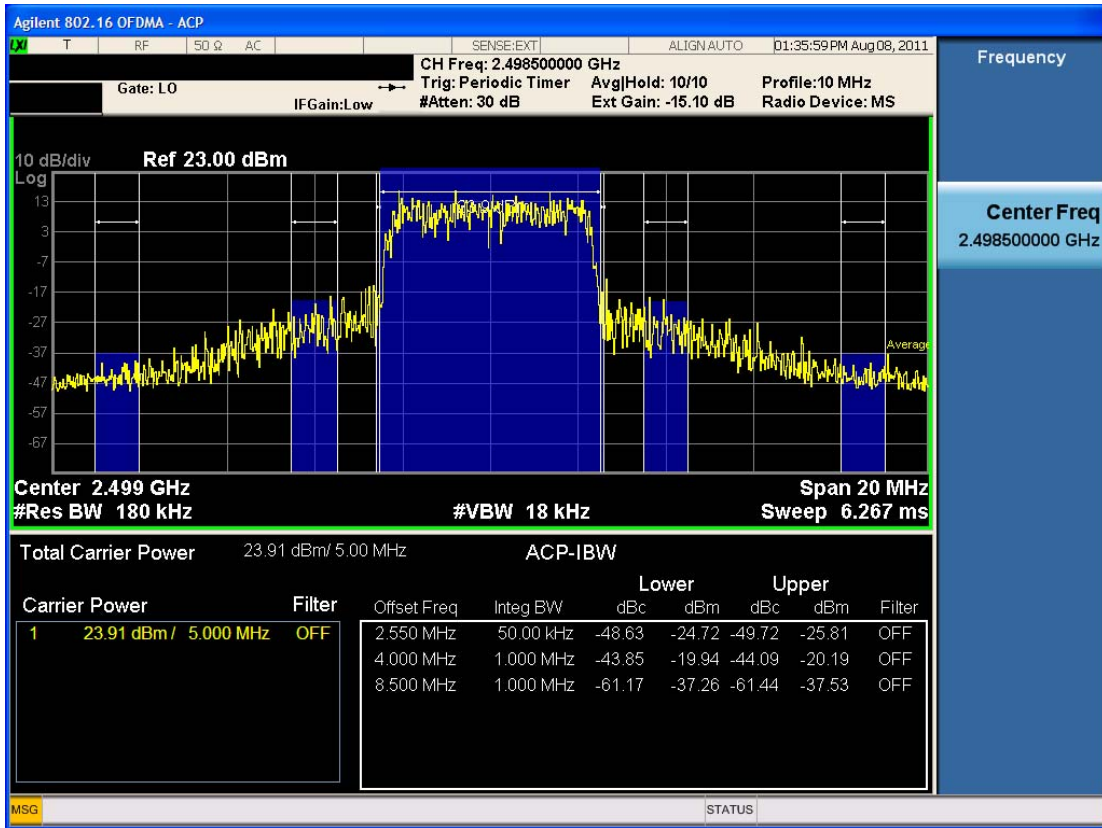 Agilent 802.16 OFDMA - ACP
LXI T RF 50 Ω AC SENSE:EXT ALIGN AUTO 01:35:59 PM Aug 08, 2011
CH Freq: 2.498500000 GHz
Gate: LO Trig: Periodic Timer Avg|Hold: 10/10 Profile:10 MHz
IFGain:Low #Atten: 30 dB Ext Gain: -15.10 dB Radio Device: MS
Frequency
Center Freq
2.498500000 GHz
10 dB/div Ref 23.00 dBm
Log
13
3
-7
-17
-27
-37
-47
-57
-67
Average
Center 2.499 GHz Span 20 MHz
#Res BW 180 kHz #VBW 18 kHz Sweep 6.267 ms
Total Carrier Power 23.91 dBm/ 5.00 MHz ACP-IBW
Lower Upper
Carrier Power Filter Offset Freq Integ BW dBc dBm dBc dBm Filter
1 23.91 dBm / 5.000 MHz OFF 2.550 MHz 50.00 kHz -48.63 -24.72 -49.72 -25.81 OFF
4.000 MHz 1.000 MHz -43.85 -19.94 -44.09 -20.19 OFF
8.500 MHz 1.000 MHz -61.17 -37.26 -61.44 -37.53 OFF
MSG STATUS